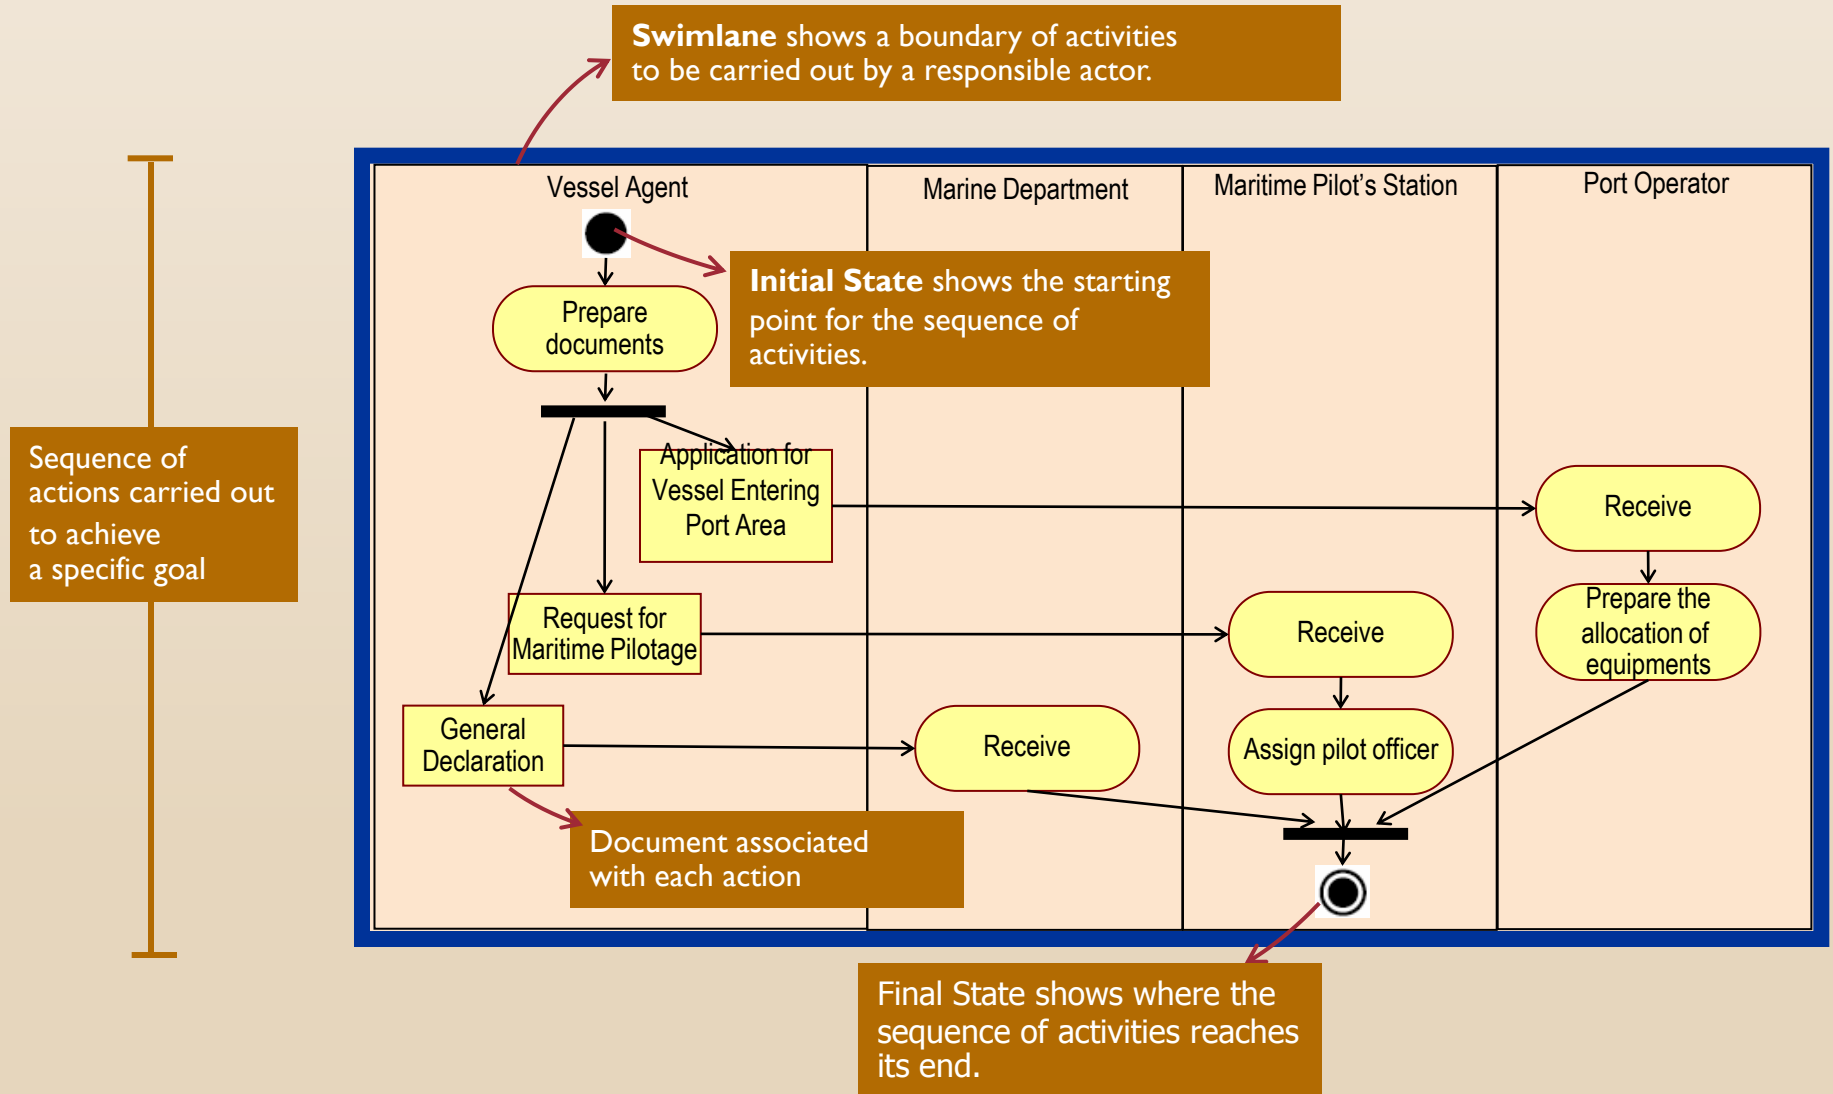 Swimlane shows a boundary of activities
to be carried out by a responsible actor.
Vessel Agent
Marine Department
Maritime Pilot's Station
Port Operator
Initial State shows the starting
point for the sequence of
activities.
Prepare
documents
Sequence of
actions carried out
to achieve
a specific goal
Application for
Vessel Entering
Port Area
Receive
Request for
Maritime Pilotage
Receive
Prepare the
allocation of
equipments
General
Declaration
Receive
Assign pilot officer
Document associated
with each action
Final State shows where the
sequence of activities reaches
its end.